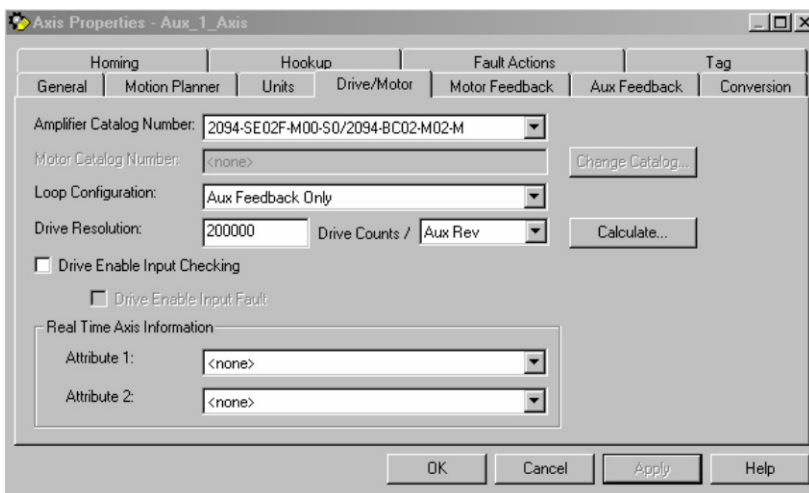 Axis Properties - Aux_1_Axis
Homing Hookup Fault Actions Tag
General Motion Planner Units Drive/Motor Motor Feedback Aux Feedback Conversion
Amplifier Catalog Number: 2094-SE02F-M00-S0/2094-BC02-M02-M
Motor Catalog Number: <none> Change Catalog...
Loop Configuration: Aux Feedback Only
Drive Resolution: 200000 Drive Counts / Aux Rev Calculate...
Drive Enable Input Checking
Drive Enable Input Fault
Real Time Axis Information
Attribute 1: <none>
Attribute 2: <none>
OK Cancel Apply Help